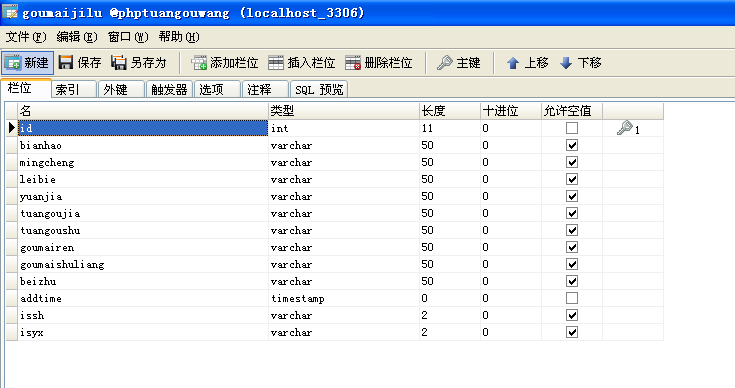 goumaijilu @phptuangouwang (localhost_3306)
文件(F) 编辑(E) 窗口(W) 帮助(H)
新建 保存 另存为 添加栏位 插入栏位 删除栏位 主键 上移 下移
栏位 索引 外键 触发器 选项 注释 SQL 预览
名 类型 长度 十进位 允许空值
id int 11 0 1
bianhao varchar 50 0
mingcheng varchar 50 0
leibie varchar 50 0
yuanjia varchar 50 0
tuangoujia varchar 50 0
tuangoushu varchar 50 0
goumairen varchar 50 0
goumaishuliang varchar 50 0
beizhu varchar 50 0
addtime timestamp 0 0
issh varchar 2 0
isyx varchar 2 0